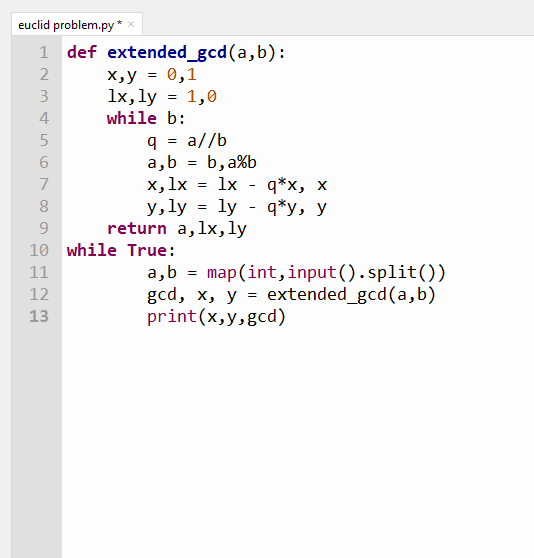 euclid problem.py * ×
1 def extended_gcd(a,b):
2     x,y = 0,1
3     lx,ly = 1,0
4     while b:
5         q = a//b
6         a,b = b,a%b
7         x,lx = lx - q*x, x
8         y,ly = ly - q*y, y
9     return a,lx,ly
10 while True:
11         a,b = map(int,input().split())
12         gcd, x, y = extended_gcd(a,b)
13         print(x,y,gcd)